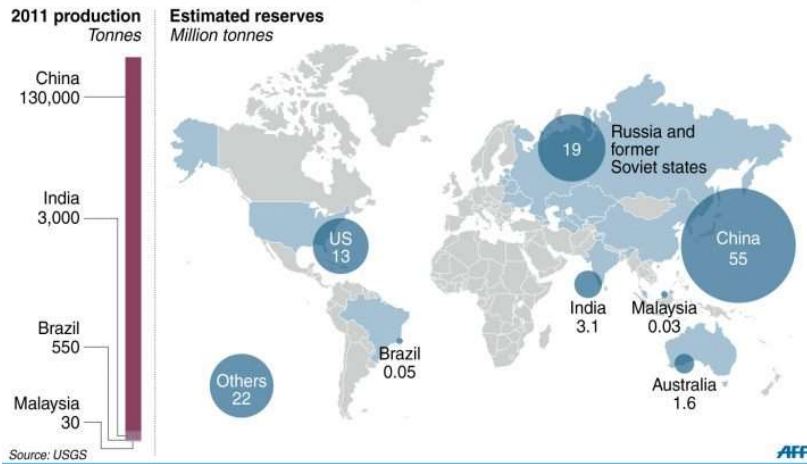 2011 production
Tonnes
China
130,000
India
3,000
Brazil
550
Malaysia
30
Source: USGS
Estimated reserves
Million tonnes
19
Russia and
former
Soviet states
US
13
China
55
India
3.1
Malaysia
0.03
Brazil
0.05
Others
22
Australia
1.6
AFP